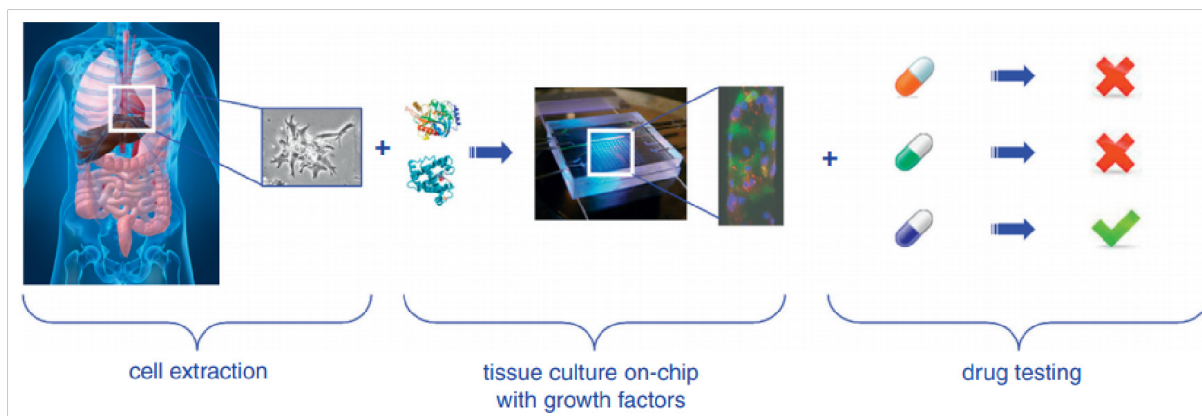 +
+
cell extraction
tissue culture on-chip
with growth factors
drug testing